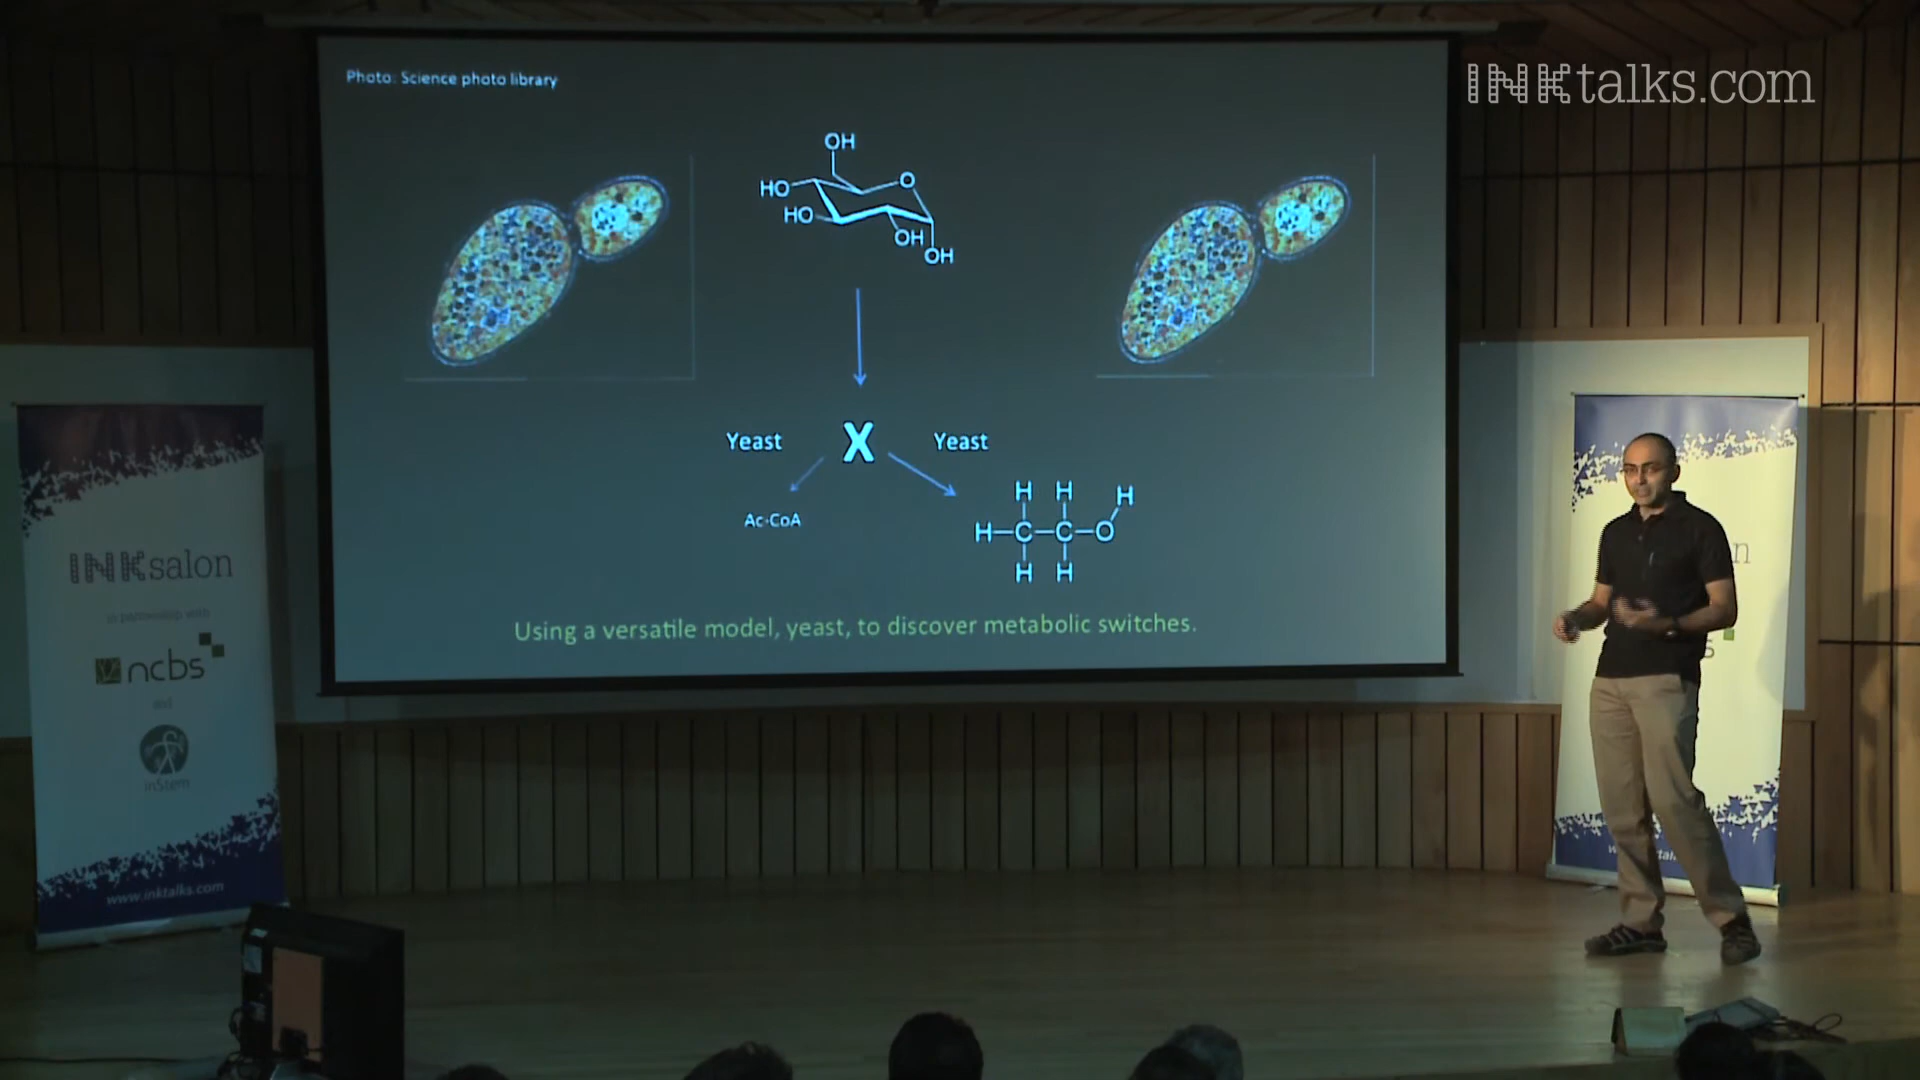 Photo: Science photo library
INKtalks.com
OH
HO
O
HO
OH
OH
Yeast X Yeast
Ac-CoA
H H H
H C C O
H H
Using a versatile model, yeast, to discover metabolic switches.
INKsalon
in partnership with
ncbs
and
inStem
www.inktalks.com